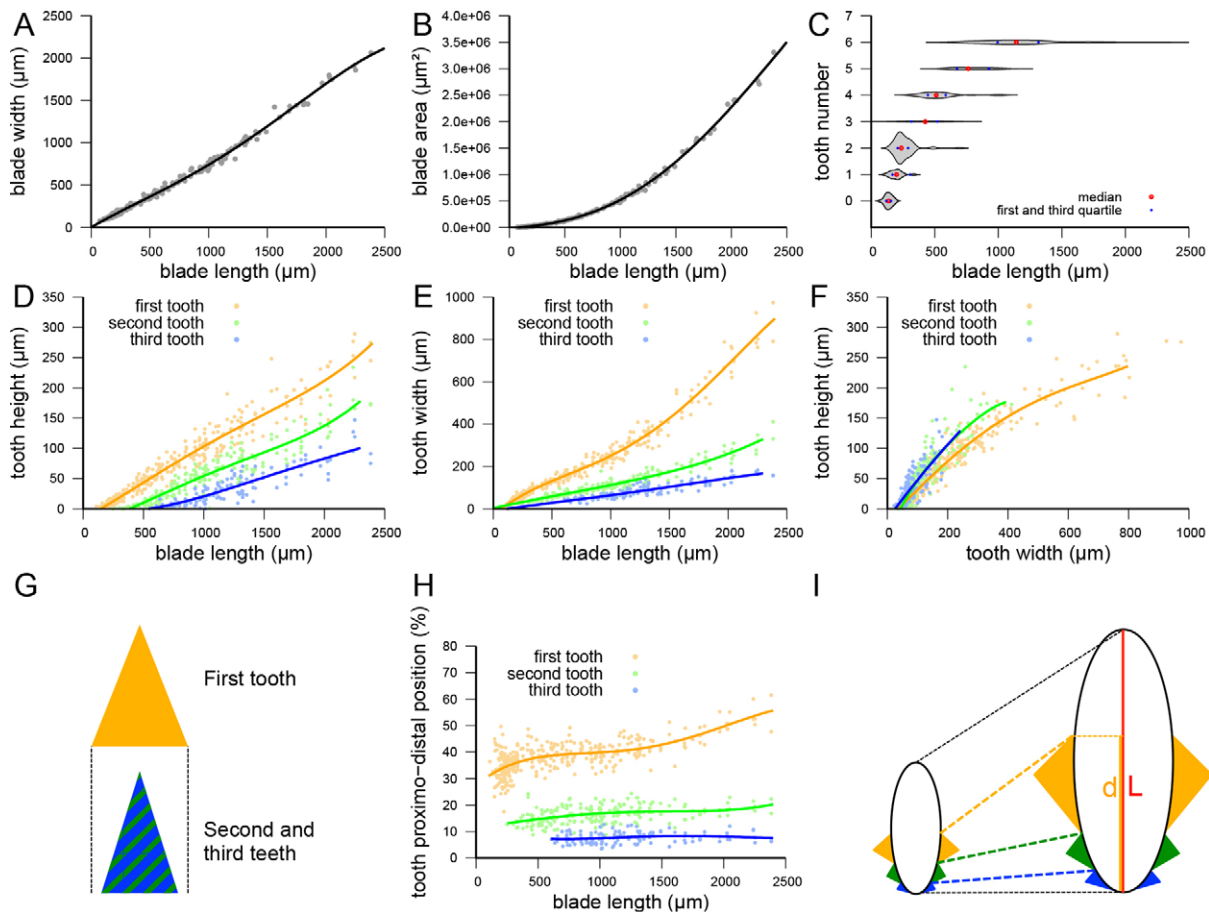 A
blade width (µm)
2500
2000
1500
1000
500
0
0 500 1000 1500 2000 2500
blade length (µm)
B
blade area (µm²)
4.0e+06
3.5e+06
3.0e+06
2.5e+06
2.0e+06
1.5e+06
1.0e+06
5.0e+05
0.0e+00
0 500 1000 1500 2000 2500
blade length (µm)
C
tooth number
7
6
5
4
3
2
1
0
median
first and third quartile
0 500 1000 1500 2000 2500
blade length (µm)
D
tooth height (µm)
350
300
250
200
150
100
50
0
first tooth
second tooth
third tooth
0 500 1000 1500 2000 2500
blade length (µm)
E
tooth width (µm)
1000
800
600
400
200
0
first tooth
second tooth
third tooth
0 500 1000 1500 2000 2500
blade length (µm)
F
tooth height (µm)
350
300
250
200
150
100
50
0
first tooth
second tooth
third tooth
0 200 400 600 800 1000
tooth width (µm)
G
First tooth
Second and
third teeth
H
tooth proximo-distal position (%)
80
70
60
50
40
30
20
10
0
first tooth
second tooth
third tooth
0 500 1000 1500 2000 2500
blade length (µm)
I
d L